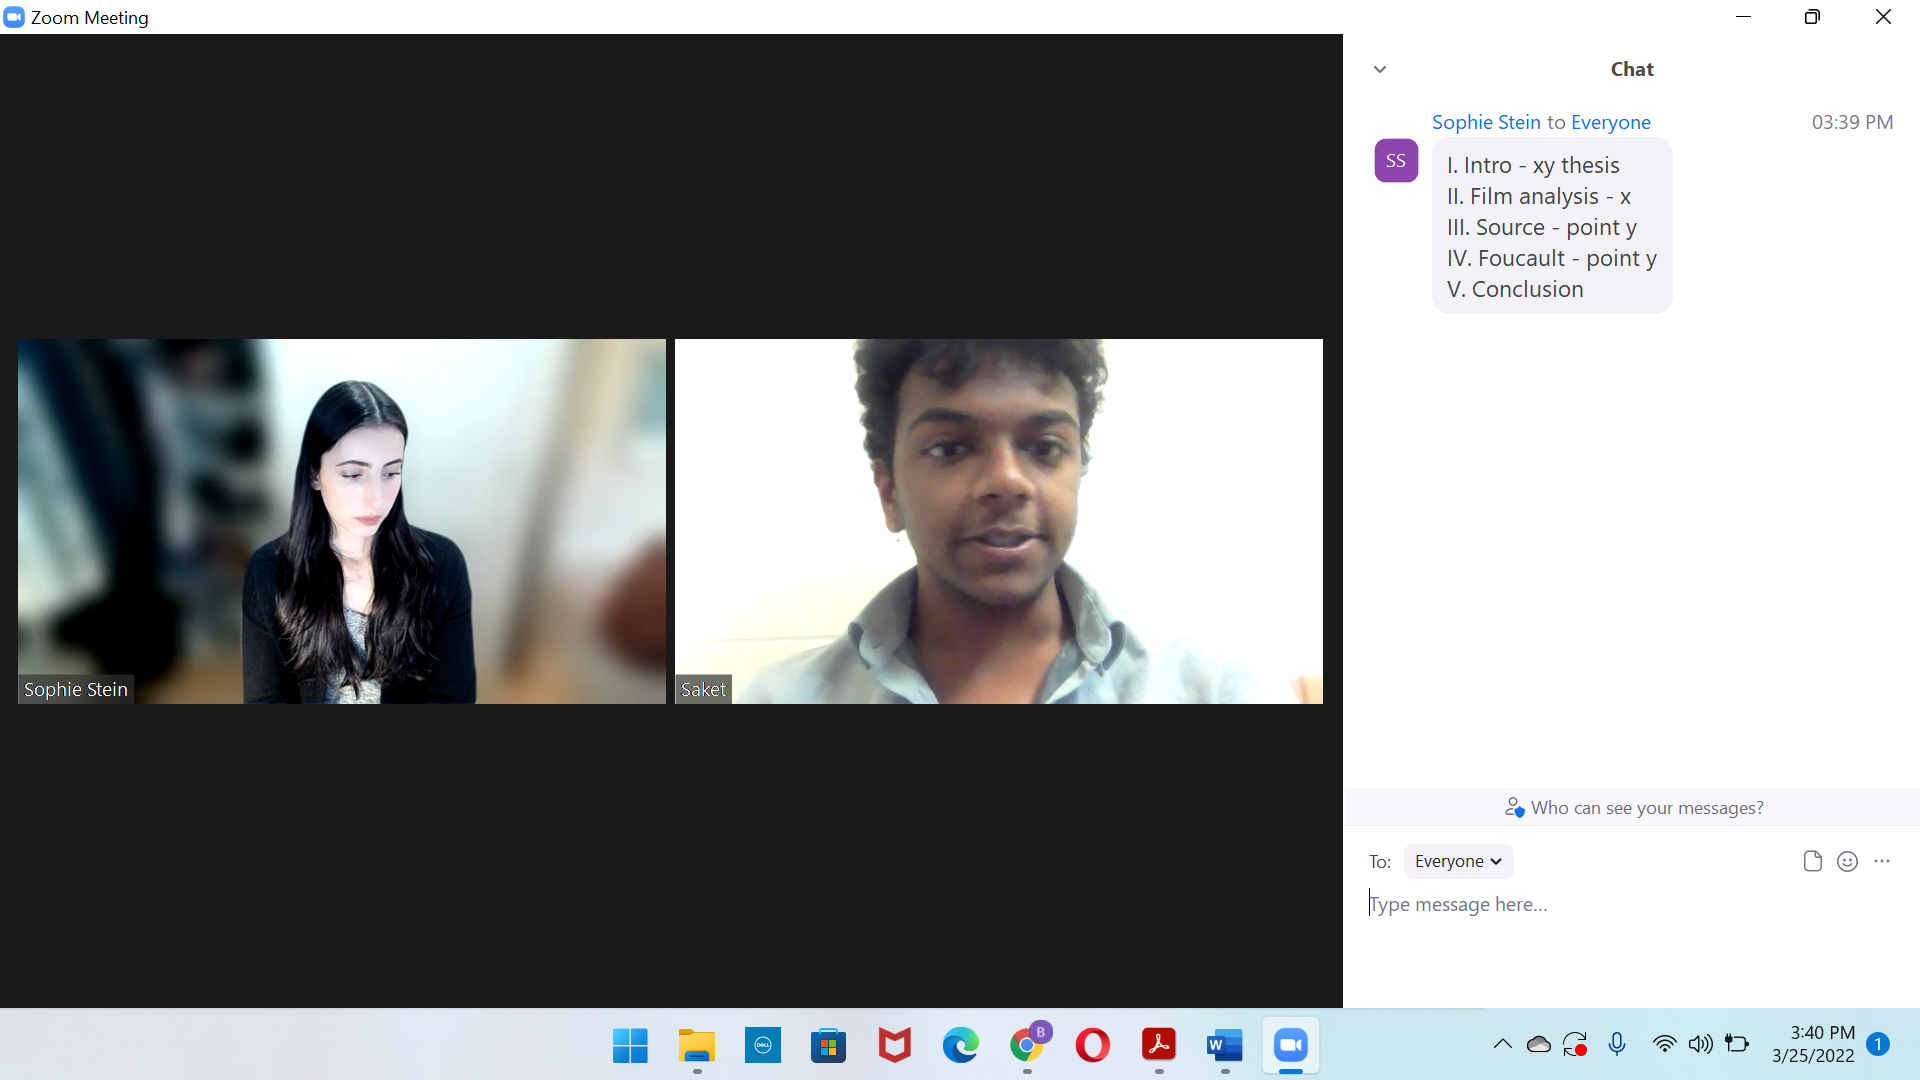 Zoom Meeting
Chat
Sophie Stein to Everyone 03:39 PM
SS
I. Intro - xy thesis
II. Film analysis - x
III. Source - point y
IV. Foucault - point y
V. Conclusion
Sophie Stein
Saket
Who can see your messages?
To: Everyone
Type message here...
DELL
B
W
3:40 PM
3/25/2022
1